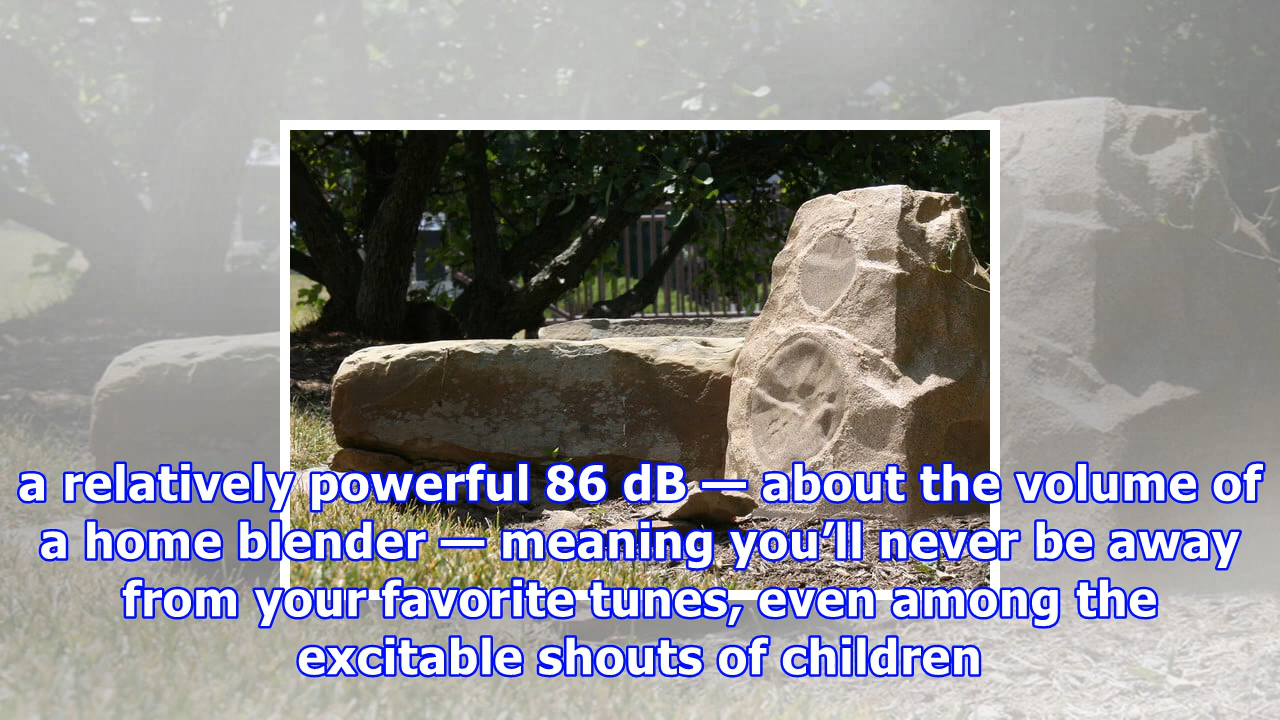 a relatively powerful 86 dB — about the volume of
a home blender — meaning you’ll never be away
from your favorite tunes, even among the
excitable shouts of children